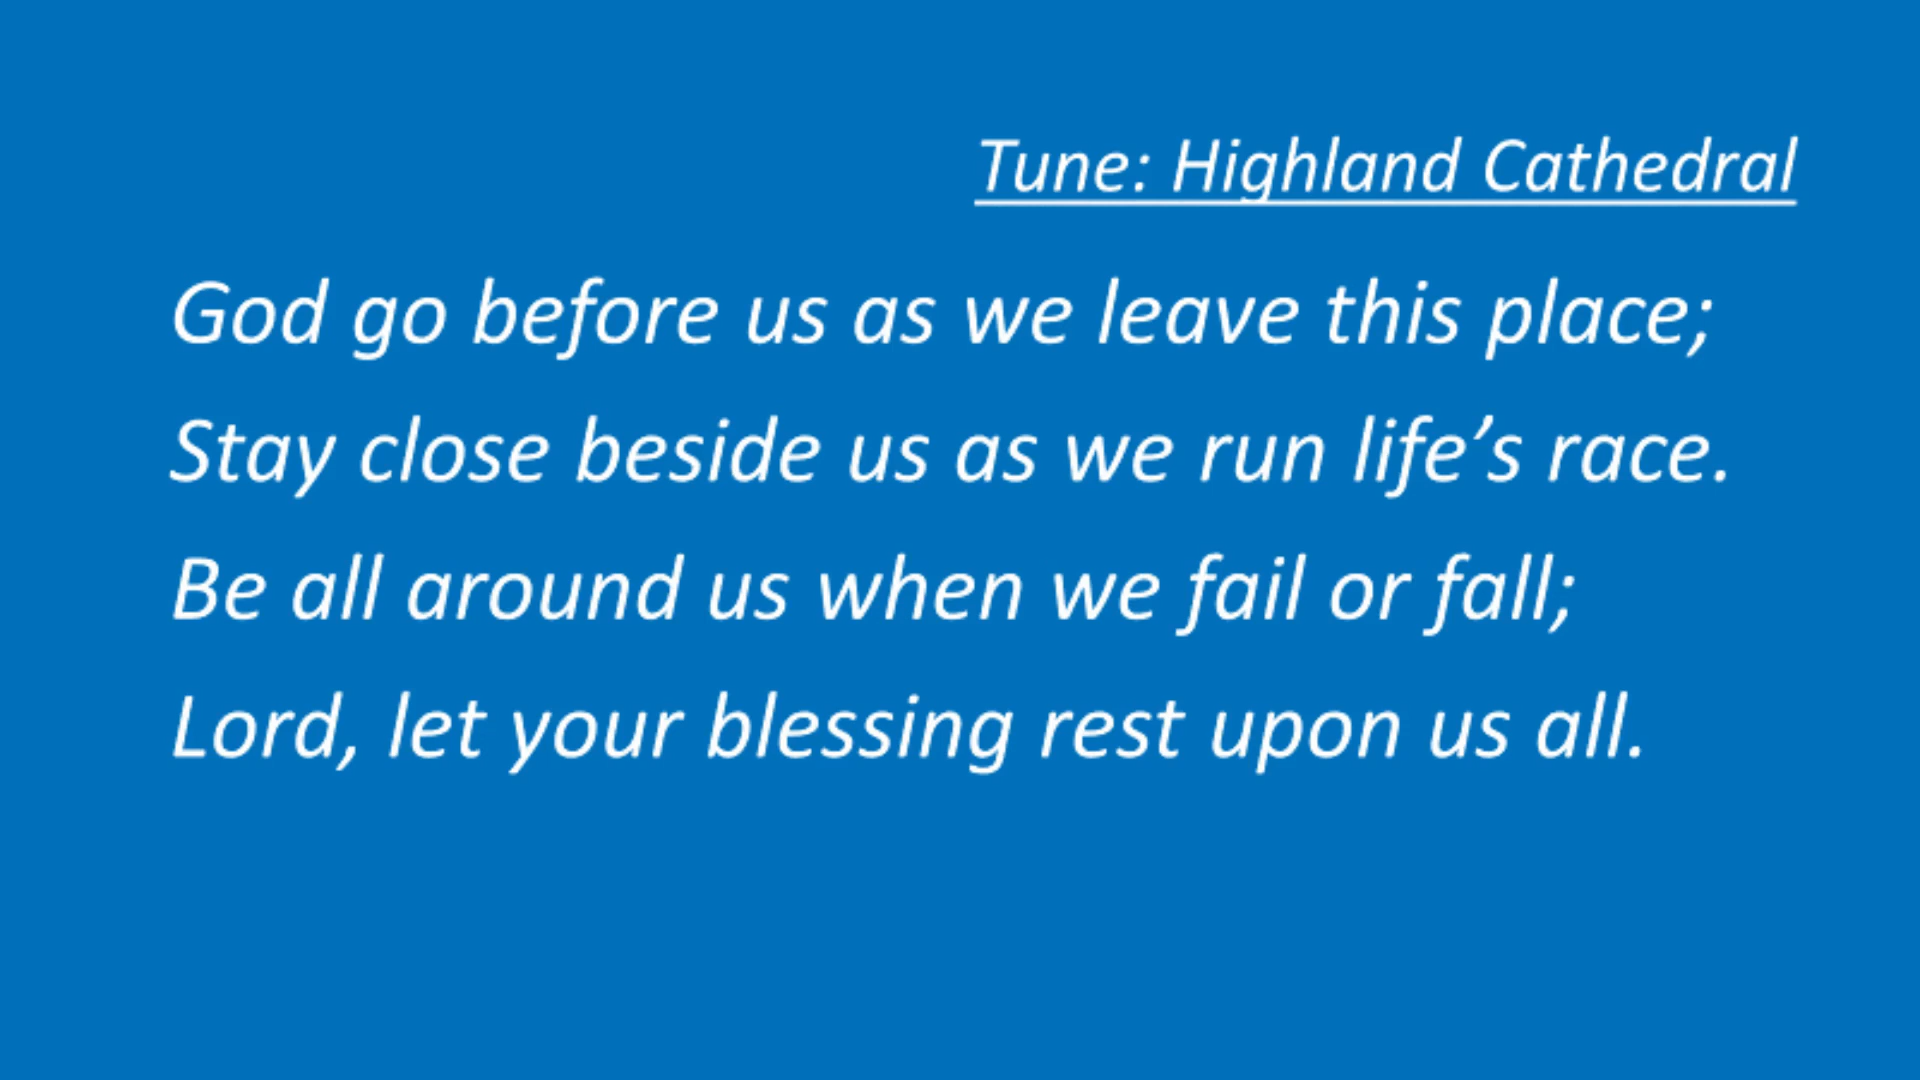 Tune: Highland Cathedral
God go before us as we leave this place;
Stay close beside us as we run life’s race.
Be all around us when we fail or fall;
Lord, let your blessing rest upon us all.